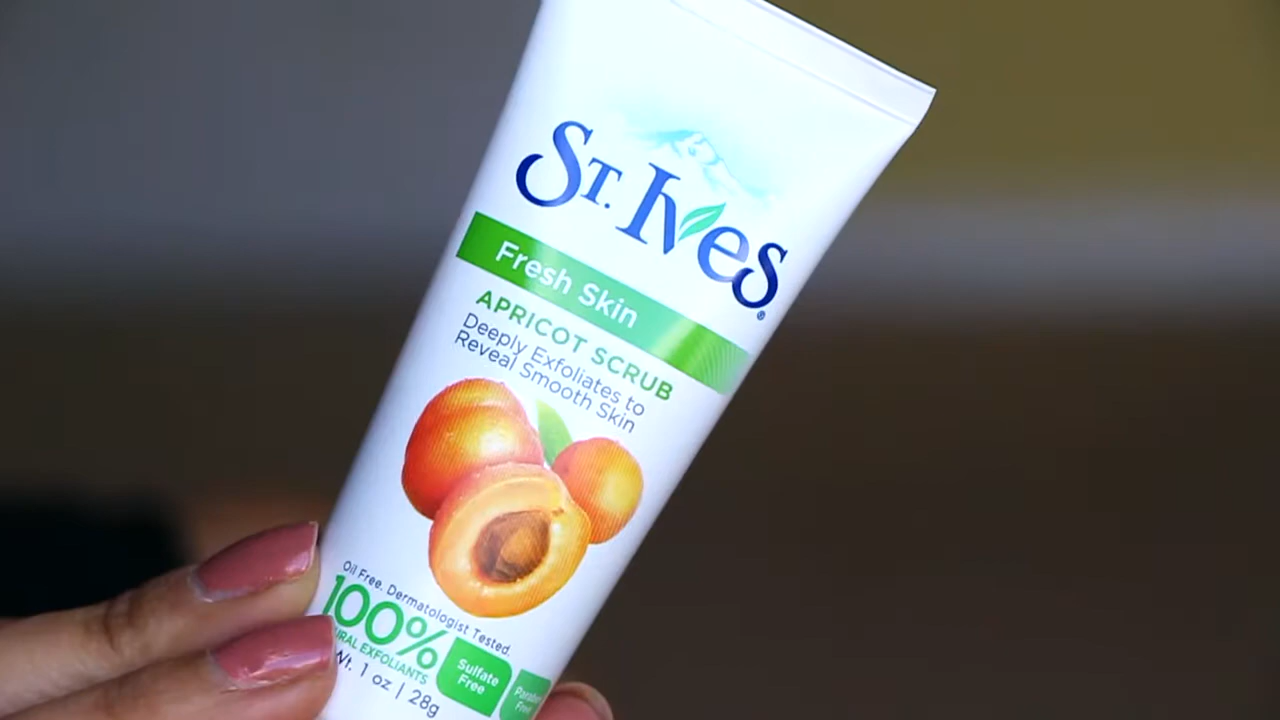 St. Ives®
Fresh Skin
APRICOT SCRUB
Deeply Exfoliates to
Reveal Smooth Skin
Oil Free. Dermatologist Tested.
100%
EXFOLIANTS
Sulfate
Free
Wt. 1 oz | 28g